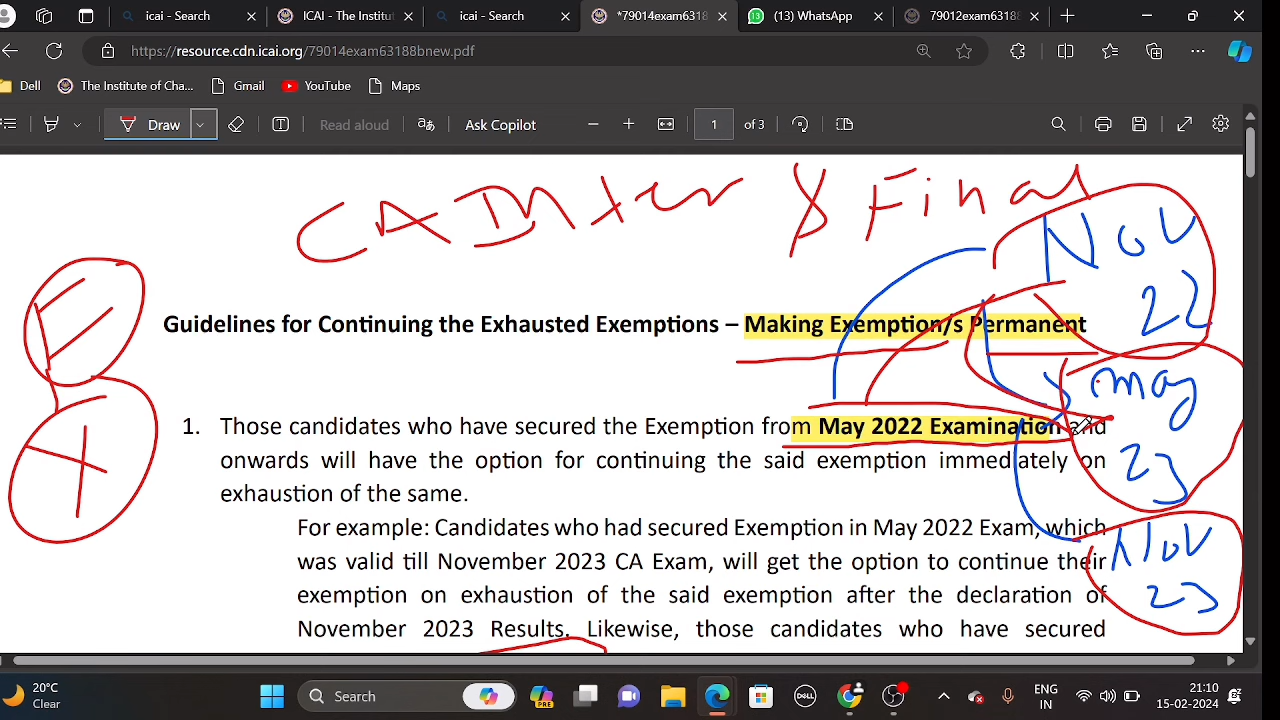 icai - Search
ICAI - The Institut
icai - Search
*79014exam6318
(13) WhatsApp
79012exam63188
https://resource.cdn.icai.org/79014exam63188bnew.pdf
Dell
The Institute of Cha...
Gmail
YouTube
Maps
Draw
Read aloud
Ask Copilot
1
of 3
CA Inter & Final
Nov
22
Guidelines for Continuing the Exhausted Exemptions – Making Exemption/s Permanent
may
23
1. Those candidates who have secured the Exemption from May 2022 Examination and
onwards will have the option for continuing the said exemption immediately on
exhaustion of the same.
For example: Candidates who had secured Exemption in May 2022 Exam, which
was valid till November 2023 CA Exam, will get the option to continue their
exemption on exhaustion of the said exemption after the declaration of
November 2023 Results. Likewise, those candidates who have secured
Nov
23
20°C
Clear
Search
PRE
DELL
ENG
IN
21:10
15-02-2024